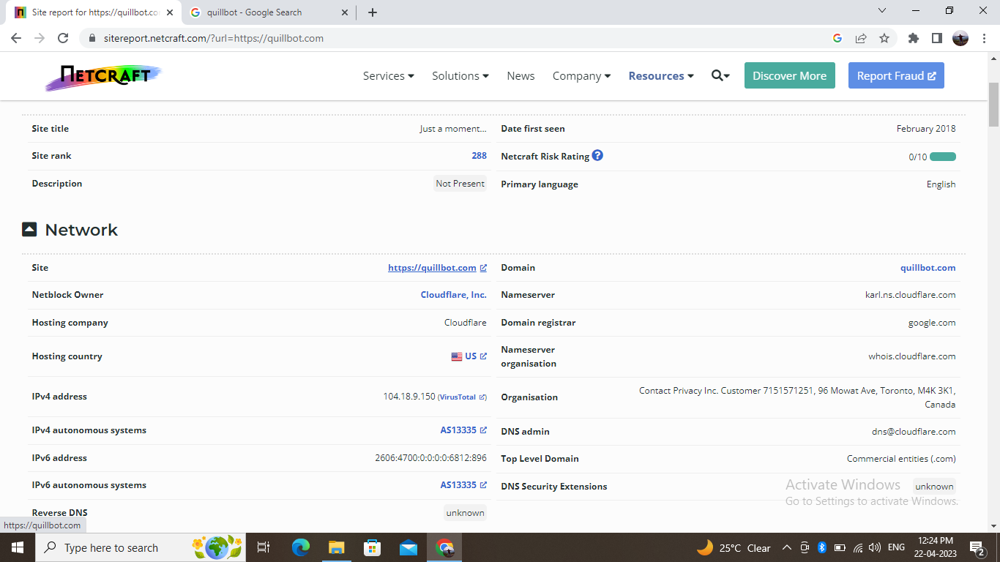 Site report for https://quillbot.co
quillbot - Google Search
sitereport.netcraft.com/?url=https://quillbot.com
NETCRAFT
Services
Solutions
News
Company
Resources
Discover More
Report Fraud
Site title Just a moment...
Date first seen February 2018
Site rank 288
Netcraft Risk Rating ? 0/10
Description Not Present
Primary language English
Network
Site https://quillbot.com
Domain quillbot.com
Netblock Owner Cloudflare, Inc.
Nameserver karl.ns.cloudflare.com
Hosting company Cloudflare
Domain registrar google.com
Hosting country US
Nameserver
organisation whois.cloudflare.com
IPv4 address 104.18.9.150 (VirusTotal)
Organisation Contact Privacy Inc. Customer 7151571251, 96 Mowat Ave, Toronto, M4K 3K1,
Canada
IPv4 autonomous systems AS13335
DNS admin dns@cloudflare.com
IPv6 address 2606:4700:0:0:0:0:6812:896
Top Level Domain Commercial entities (.com)
IPv6 autonomous systems AS13335
DNS Security Extensions unknown
Reverse DNS unknown
Activate Windows
Go to Settings to activate Windows.
https://quillbot.com
Type here to search
25°C Clear
ENG
12:24 PM
22-04-2023
2